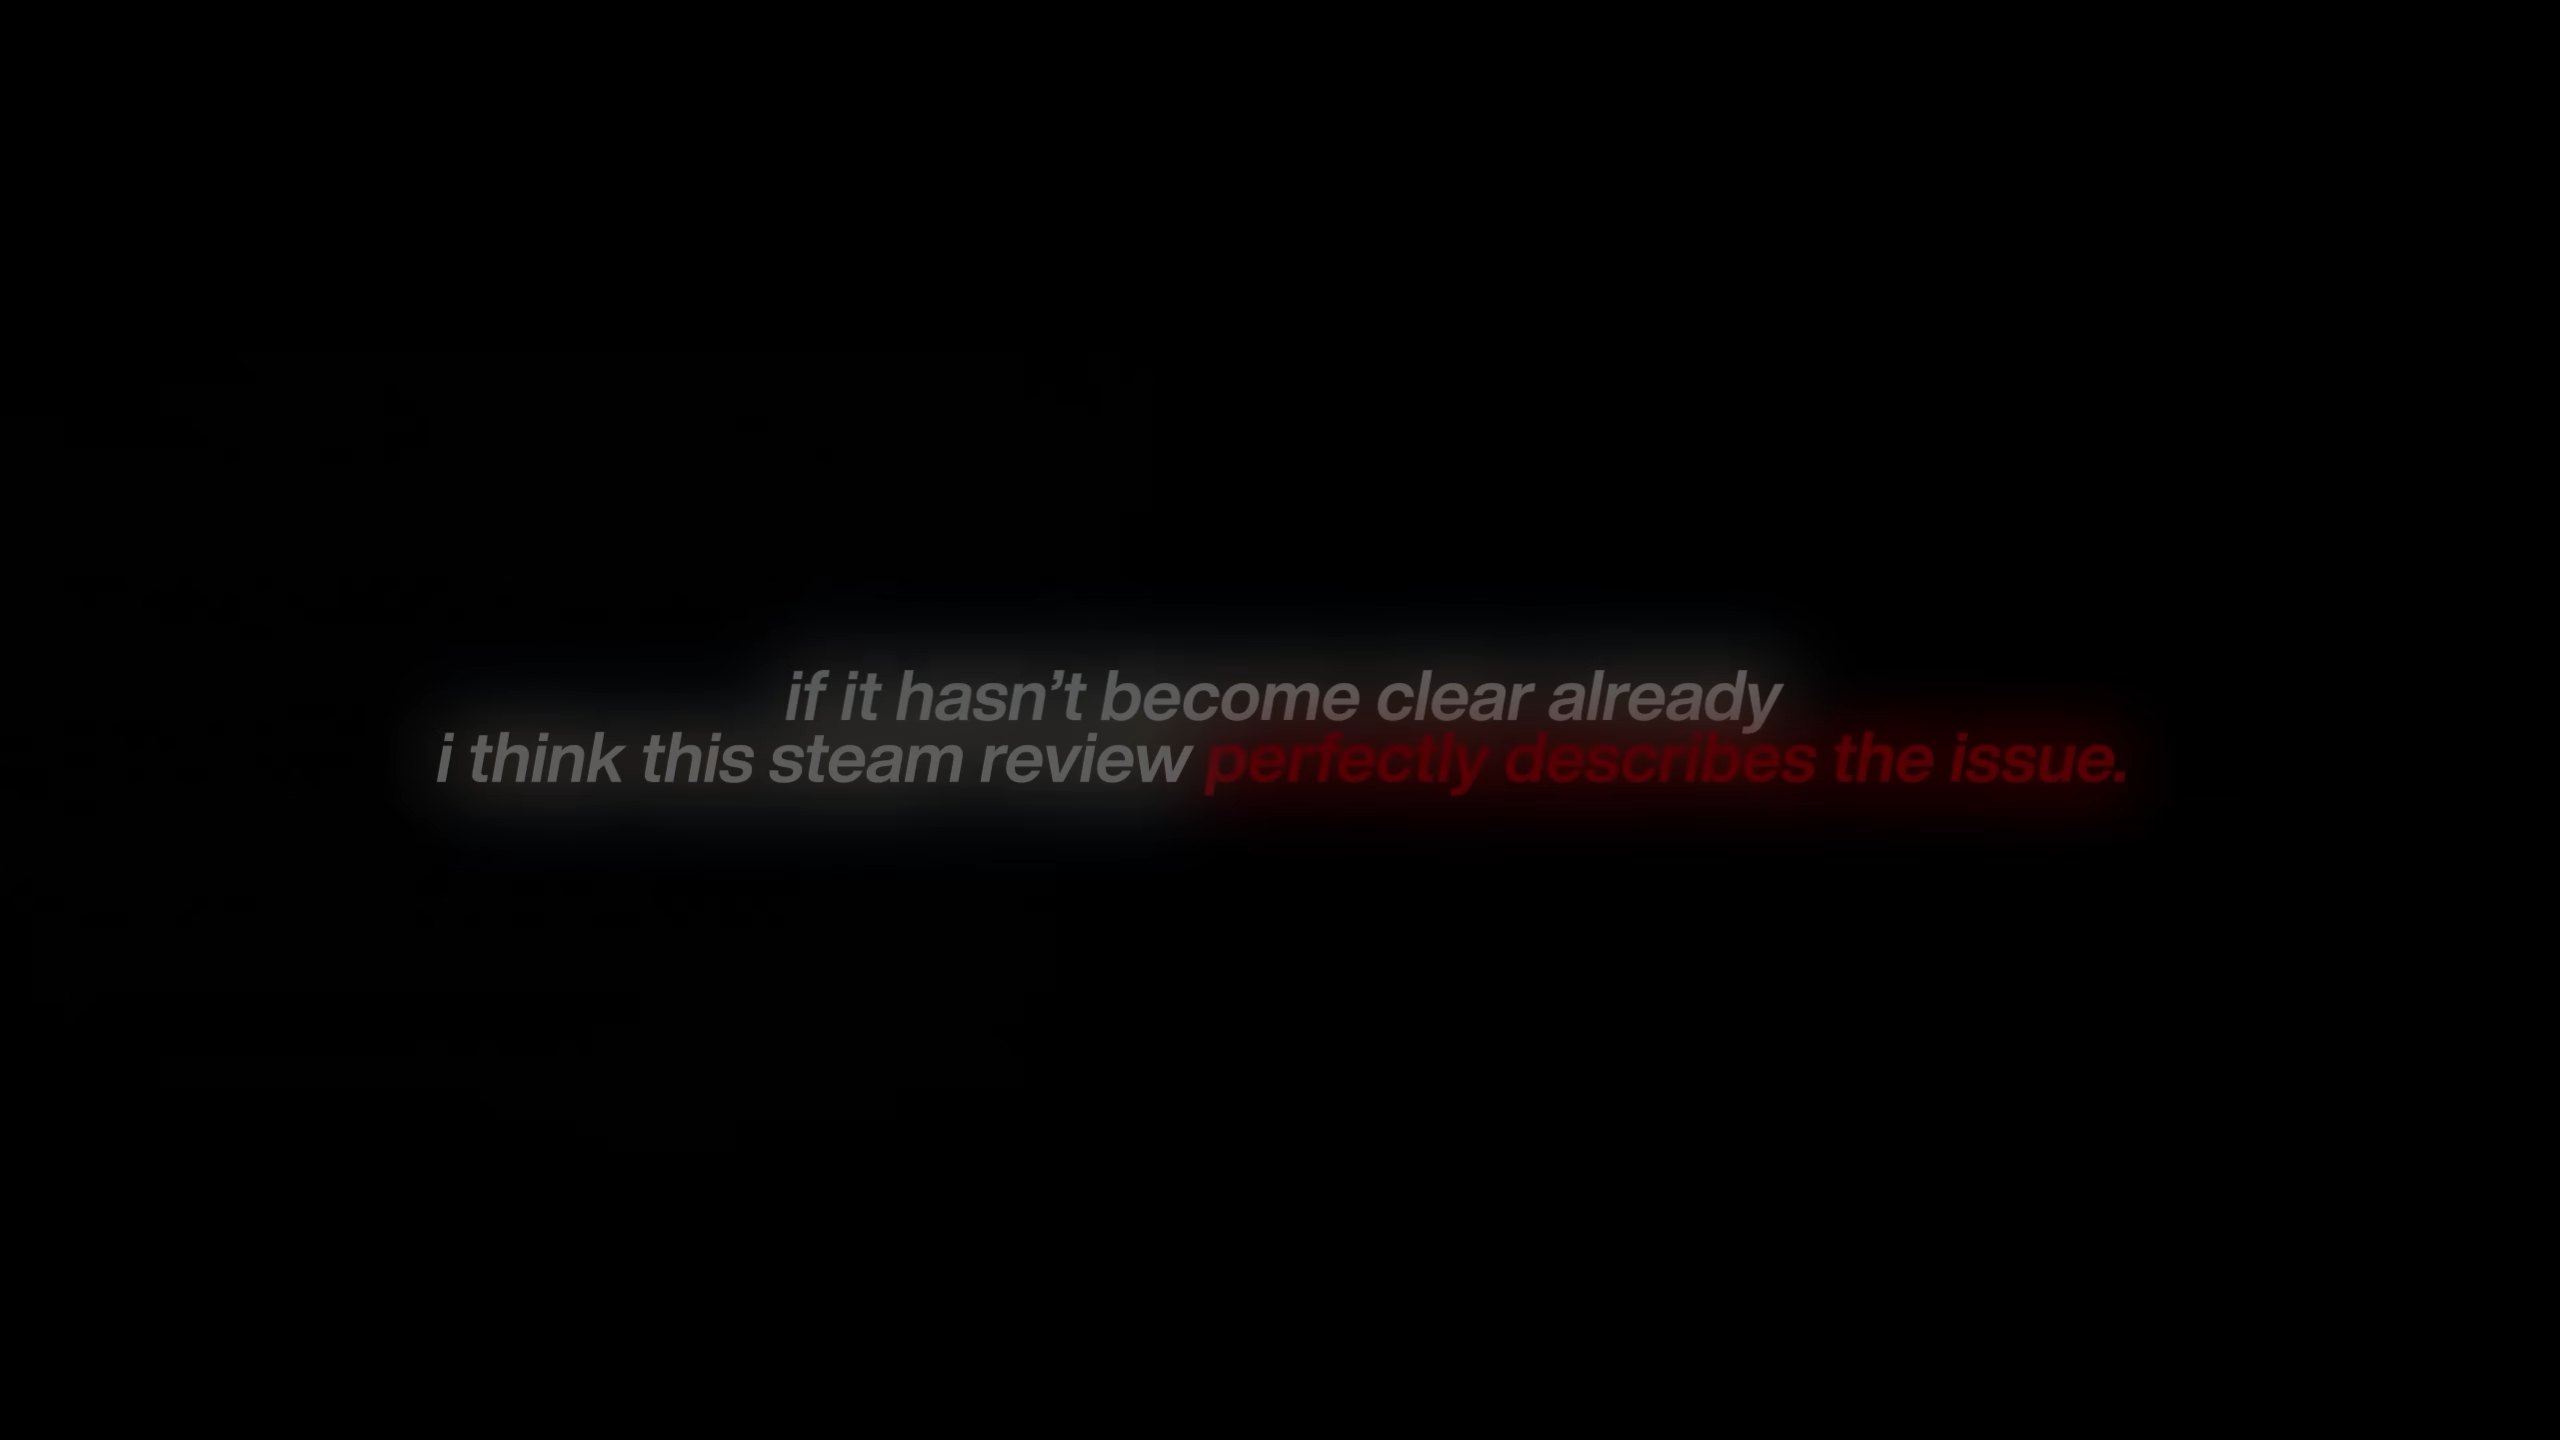 if it hasn’t become clear already
i think this steam review perfectly describes the issue.